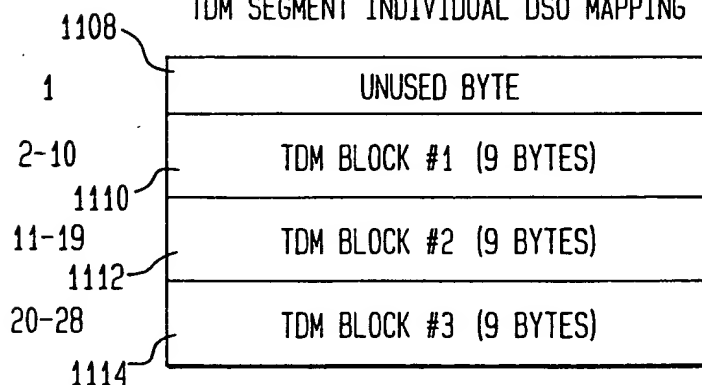 TDM SEGMENT INDIVIDUAL DSO MAPPING
1108
1 UNUSED BYTE
2-10 TDM BLOCK #1 (9 BYTES)
1110
11-19 TDM BLOCK #2 (9 BYTES)
1112
20-28 TDM BLOCK #3 (9 BYTES)
1114